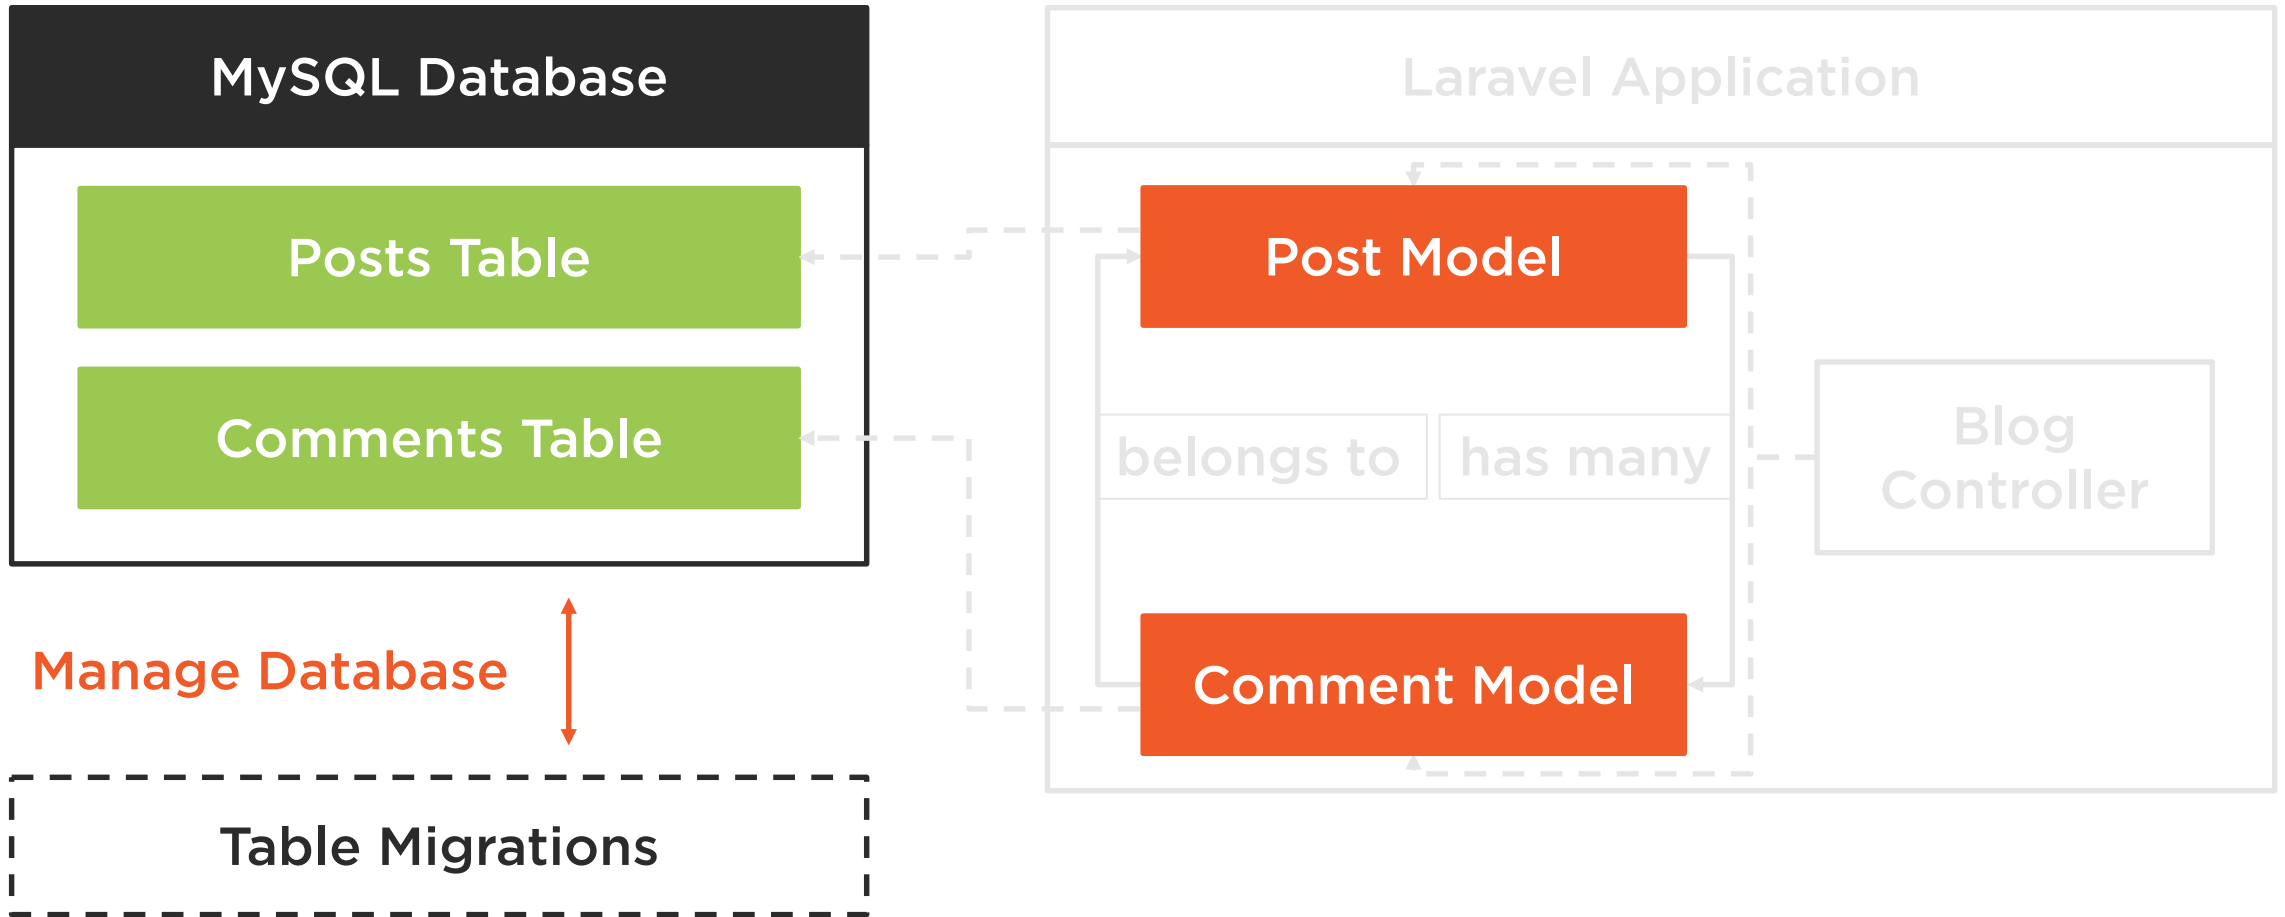 MySQL Database
Posts Table
Comments Table
Manage Database
Table Migrations
Laravel Application
Post Model
belongs to
has many
Comment Model
Blog
Controller